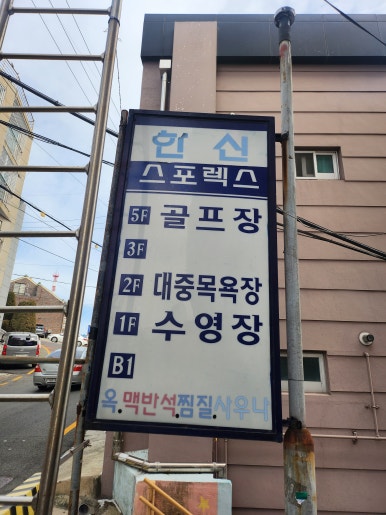 한신
스포렉스
5F 골프장
3F
2F 대중목욕장
1F 수영장
B1
옥.맥반석찜질사우나